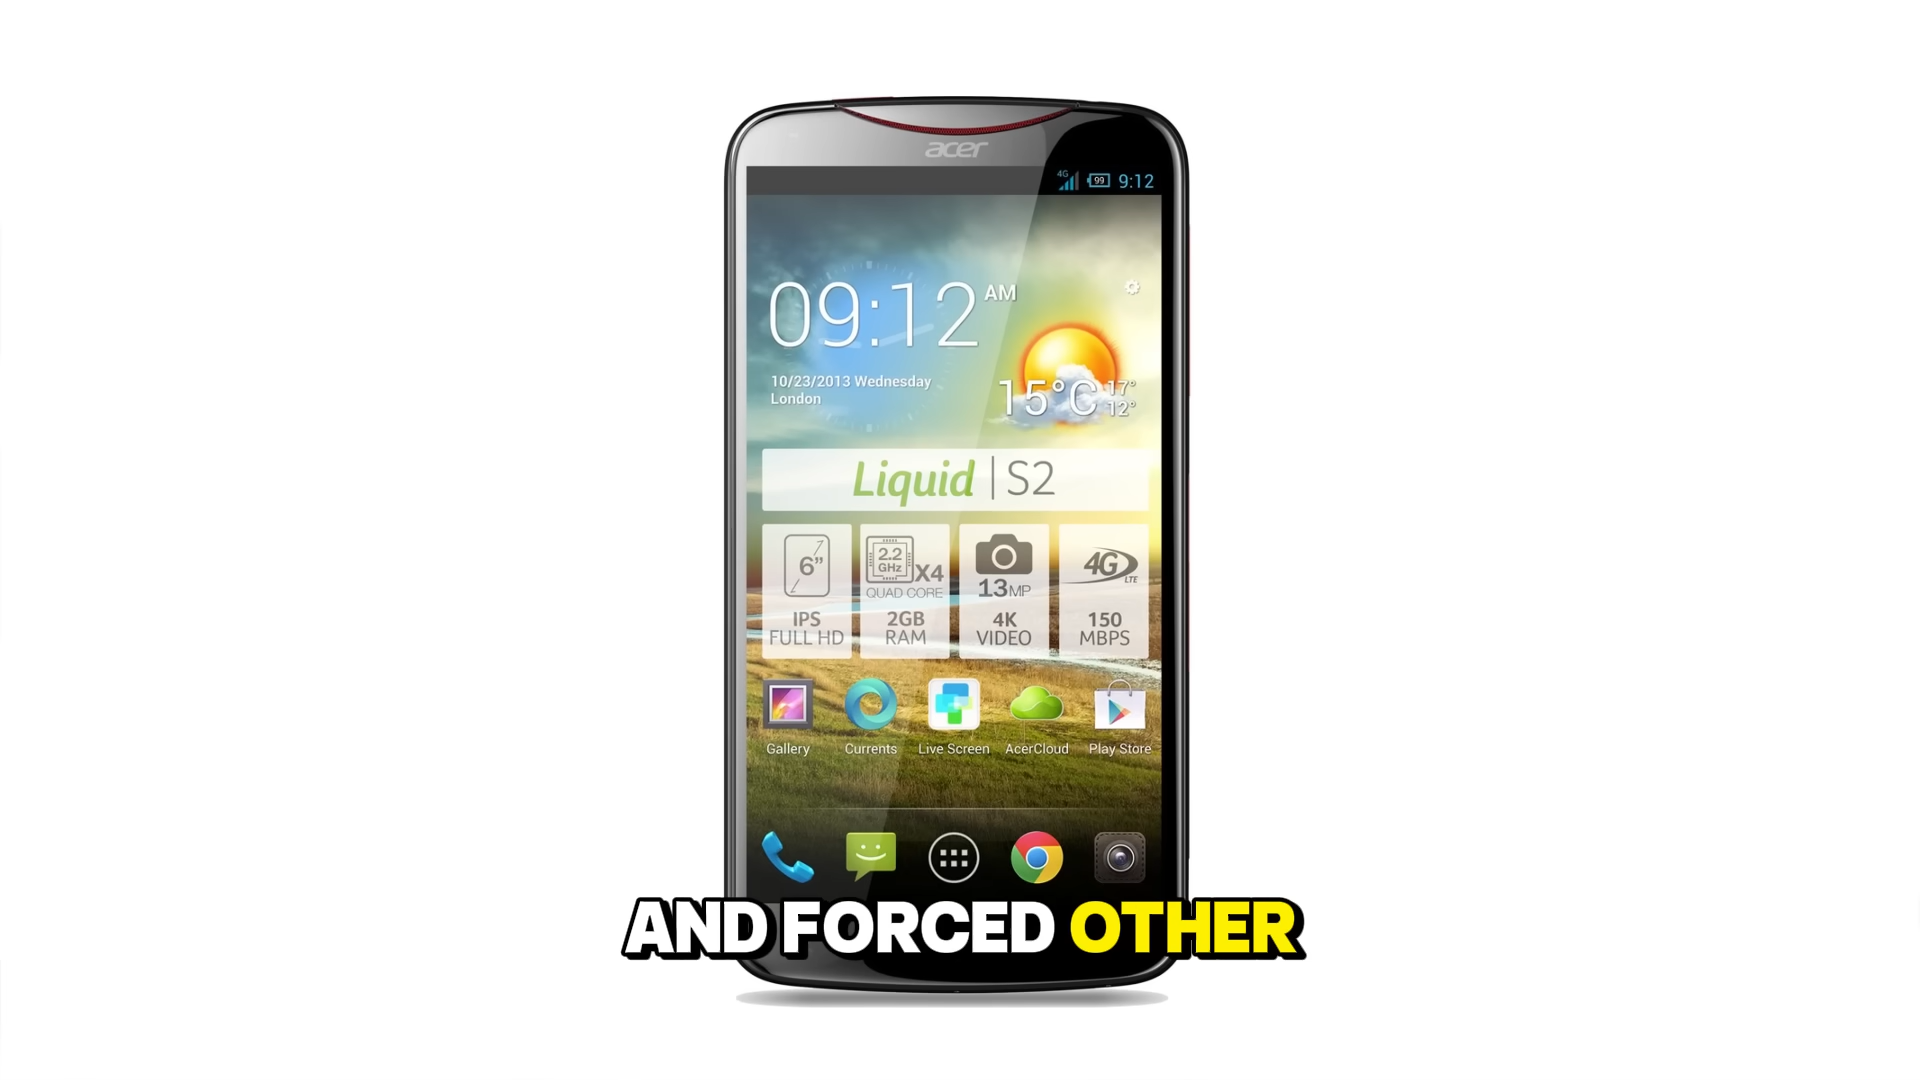 acer
4G 99 9:12
09:12 AM
10/23/2013 Wednesday
London
15°C 17° 12°
Liquid | S2
6”
IPS
FULL HD
2.2 GHz X4
QUAD CORE
2GB
RAM
13MP
4K
VIDEO
4G LTE
150
MBPS
Gallery Currents Live Screen AcerCloud Play Store
AND FORCED OTHER